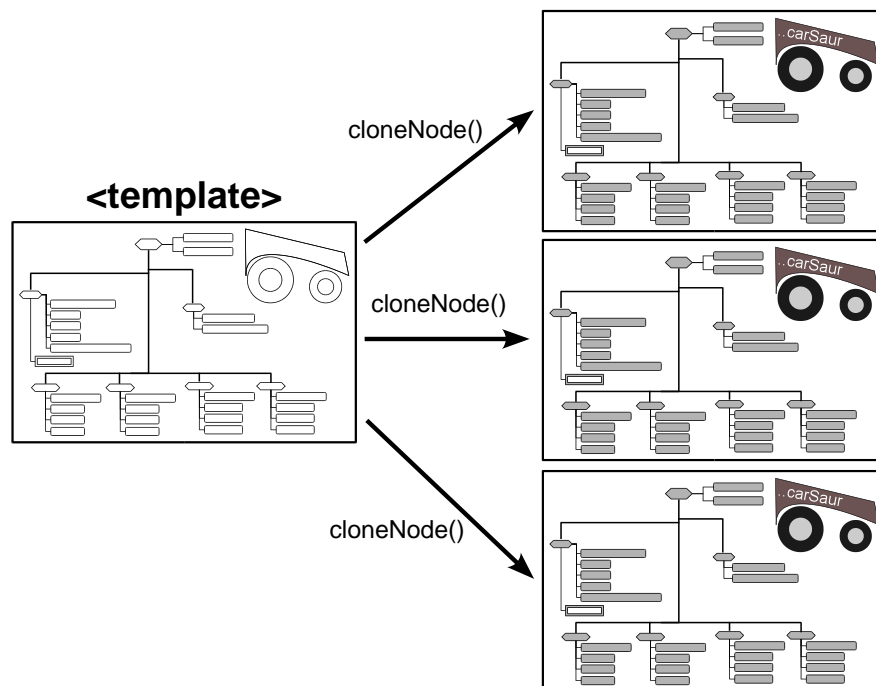 cloneNode()
<template>
cloneNode()
cloneNode()
..carSaur
..carSaur
..carSaur